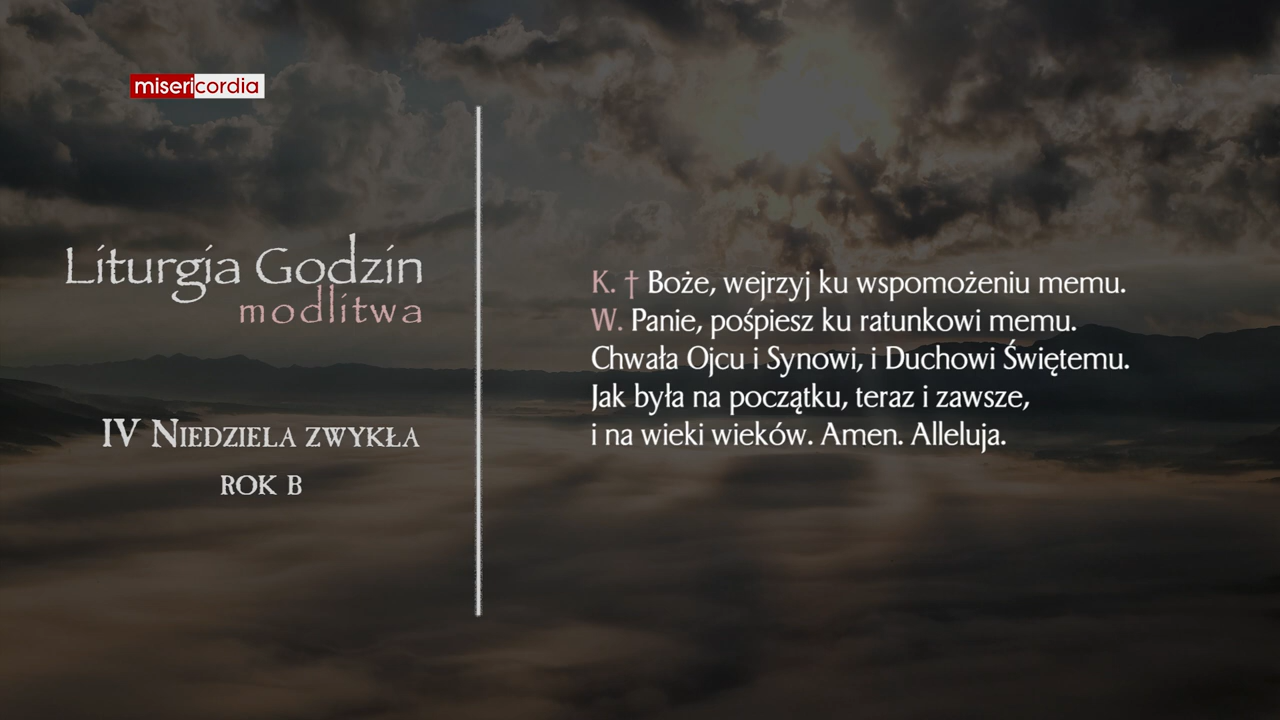 misericordia
Liturgia Godzin
modlitwa
IV Niedziela zwykła
rok B
K. † Boże, wejrzyj ku wspomożeniu memu.
W. Panie, pośpiesz ku ratunkowi memu.
Chwała Ojcu i Synowi, i Duchowi Świętemu.
Jak była na początku, teraz i zawsze,
i na wieki wieków. Amen. Alleluja.